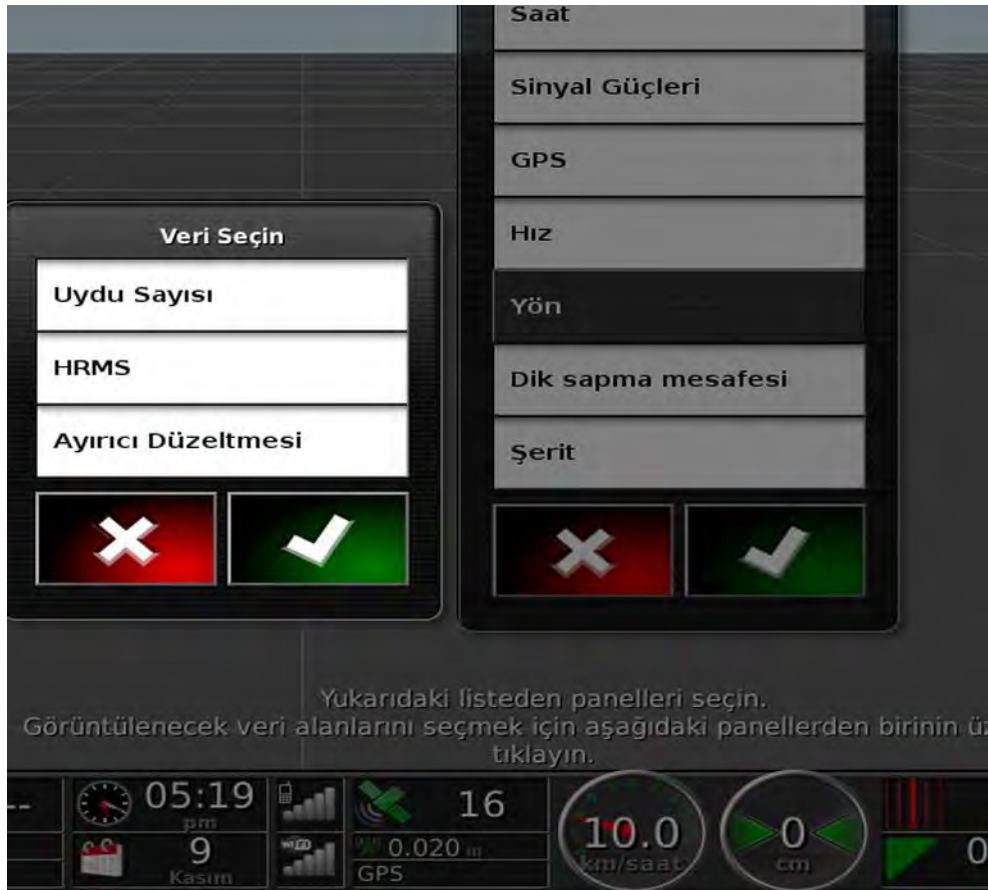 Saat
Sinyal Güçleri
GPS
Hız
Yön
Dik sapma mesafesi
Şerit
Veri Seçin
Uydu Sayısı
HRMS
Ayırıcı Düzeltmesi
Yukarıdaki listeden panelleri seçin.
Görüntülenecek veri alanlarını seçmek için aşağıdaki panellerden birinin üz
tıklayın.
--
05:19
pm
9
Kasım
16
0.020 m
GPS
10.0
km/saat
0
cm
0